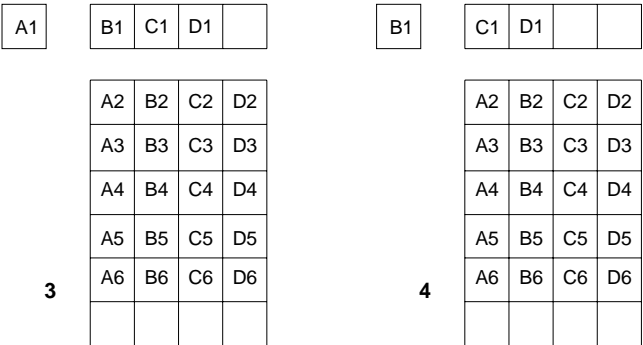 A1 B1 C1 D1 B1 C1 D1
A2 B2 C2 D2 A2 B2 C2 D2
A3 B3 C3 D3 A3 B3 C3 D3
A4 B4 C4 D4 A4 B4 C4 D4
A5 B5 C5 D5 A5 B5 C5 D5
A6 B6 C6 D6 A6 B6 C6 D6
3 4